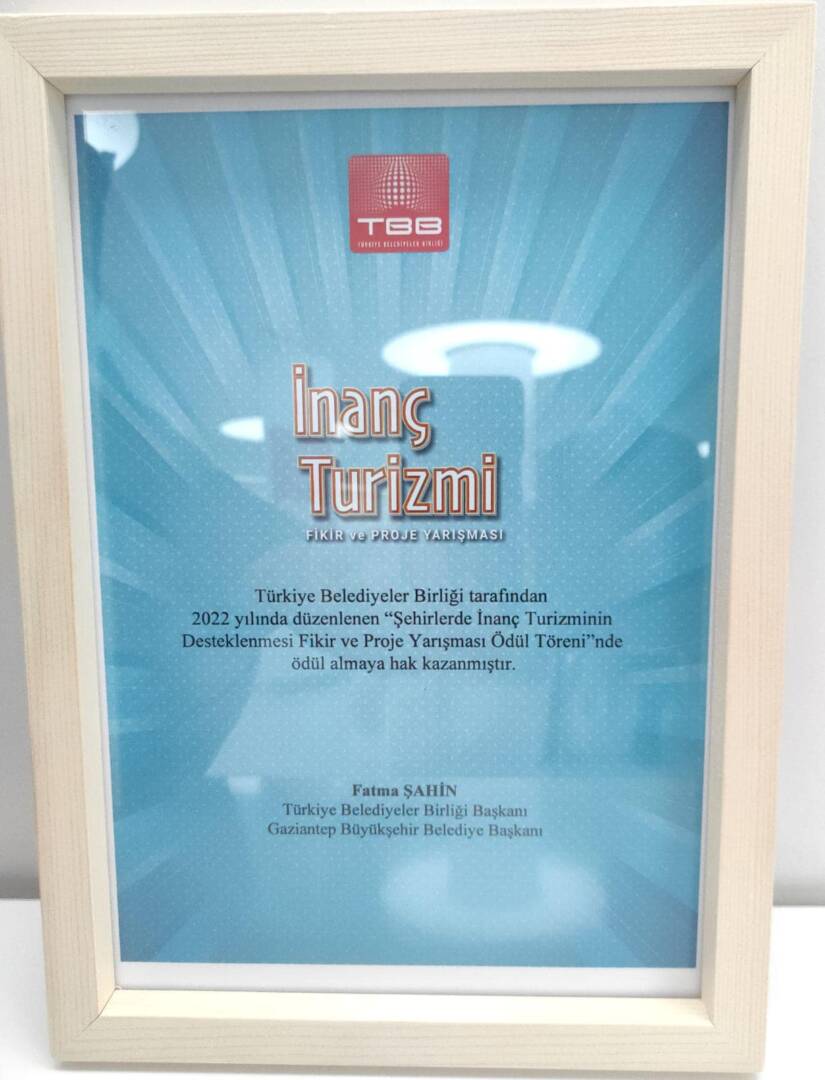 TBB
TÜRKİYE BELEDİYELER BİRLİĞİ
İnanç
Turizmi
FİKİR ve PROJE YARIŞMASI
Türkiye Belediyeler Birliği tarafından
2022 yılında düzenlenen “Şehirlerde İnanç Turizminin
Desteklenmesi Fikir ve Proje Yarışması Ödül Töreni”nde
ödül almaya hak kazanmıştır.
Fatma ŞAHİN
Türkiye Belediyeler Birliği Başkanı
Gaziantep Büyükşehir Belediye Başkanı